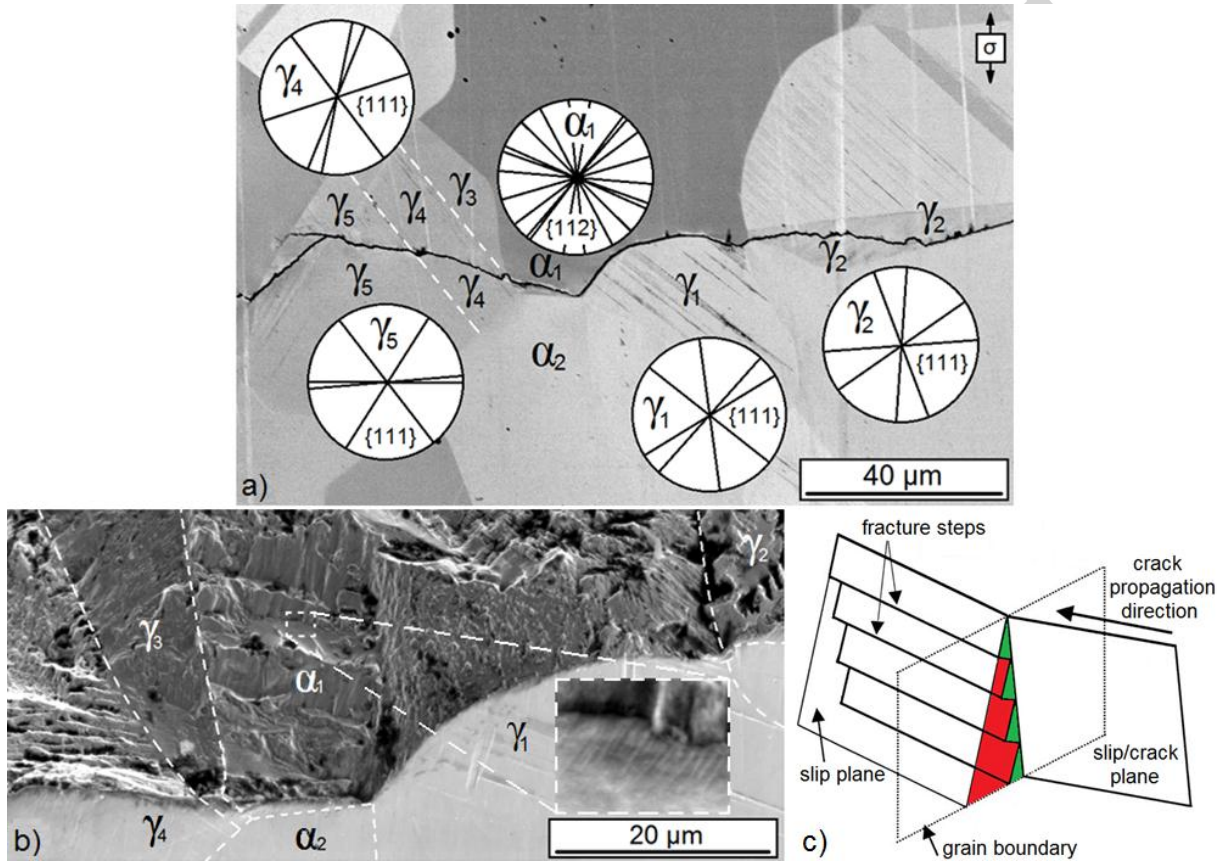 σ
γ4
{111}
α1
{112}
γ3
γ4
γ5
γ2
γ5
α1
γ2
γ4
γ1
γ5
{111}
α2
γ2
{111}
γ1
{111}
40 µm
a)
γ2
γ3
α1
γ1
γ4
α2
20 µm
b)
fracture steps
crack
propagation
direction
slip plane
slip/crack
plane
grain boundary
c)